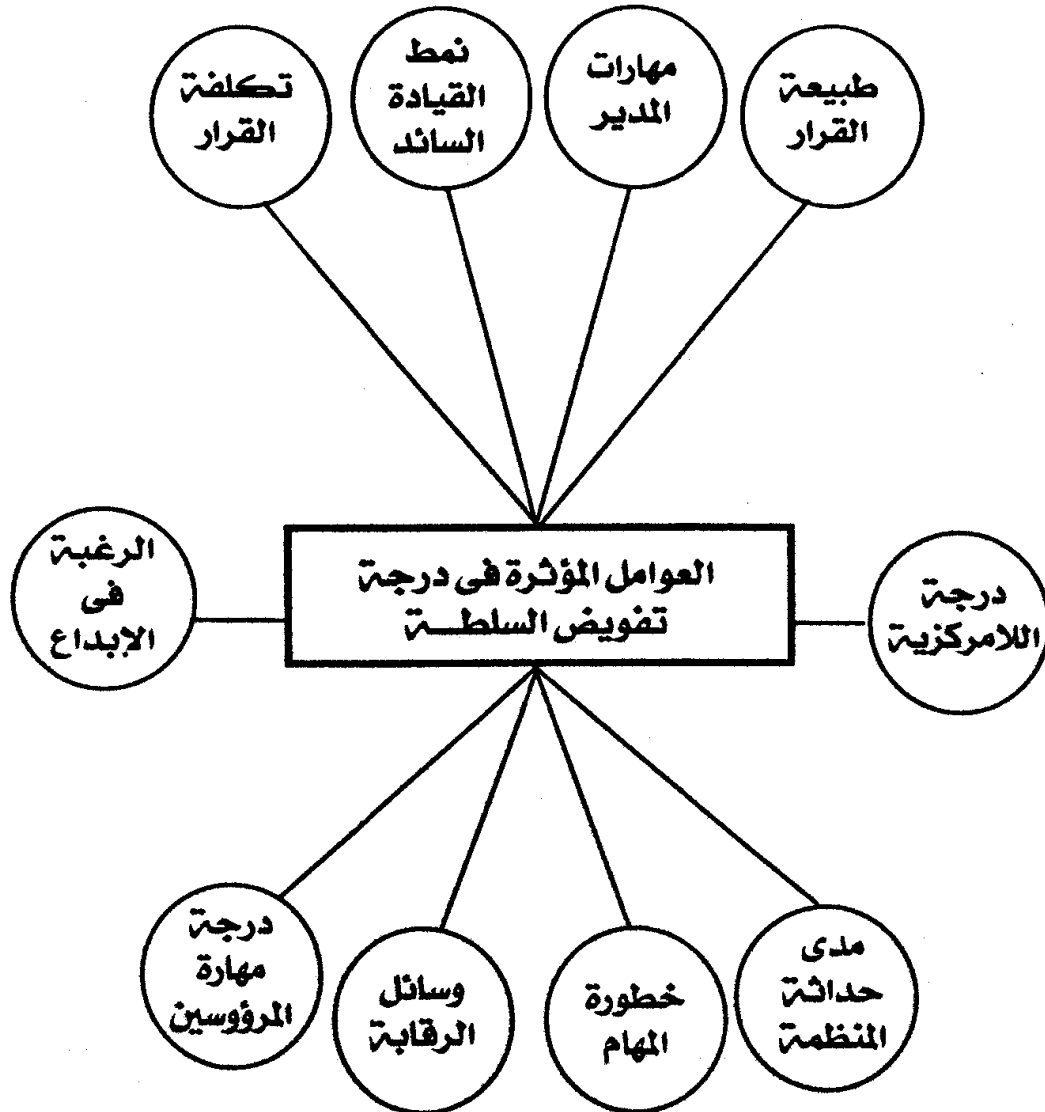 طبيعة
القرار
مهارات
المدير
نمط
القيادة
السائد
تكلفة
القرار
العوامل المؤثرة فى درجة
تفويض السلطـــة
درجة
اللامركزية
الرغبة
فى
الإبداع
مدى
حداثة
المنظمة
خطورة
المهام
وسائل
الرقابة
درجة
مهارة
المرؤوسين